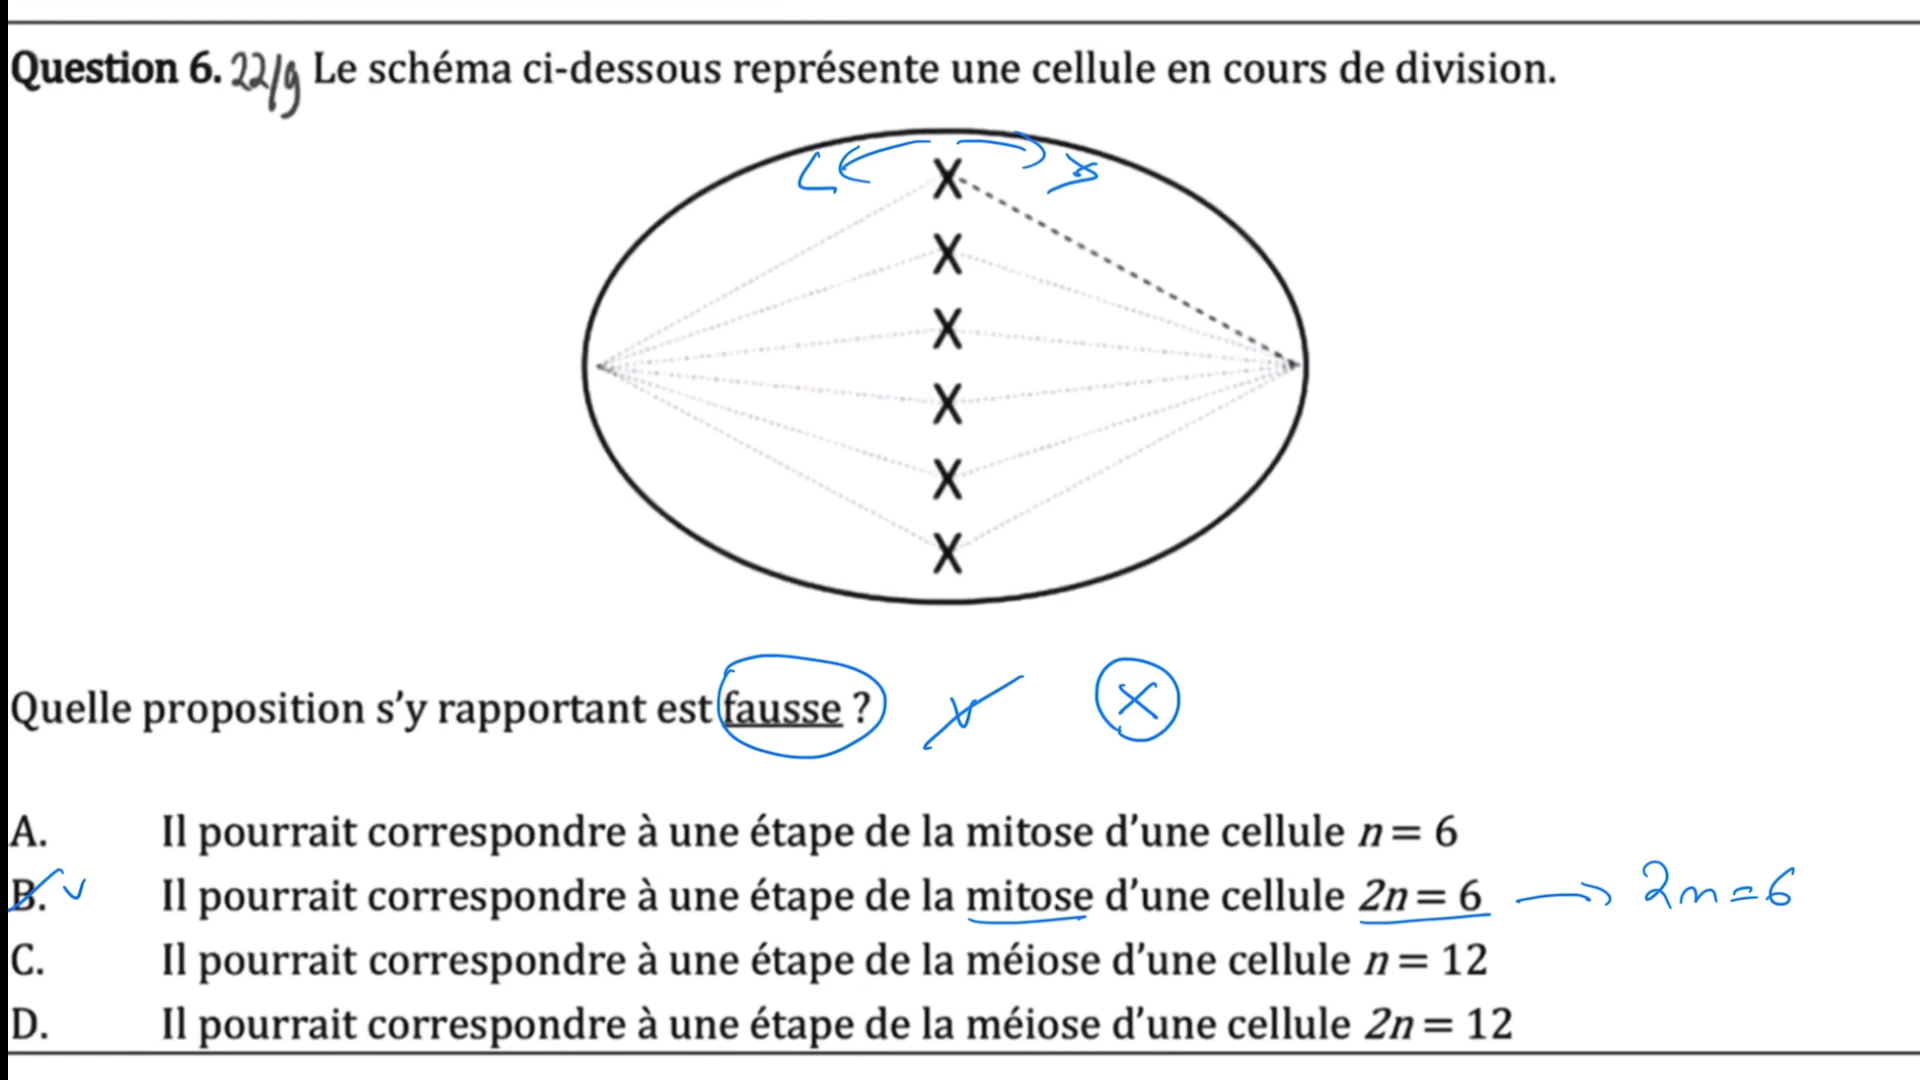 Question 6. 22/9 Le schéma ci-dessous représente une cellule en cours de division.
X
X
X
X
X
X
Quelle proposition s'y rapportant est fausse ? v X
A. Il pourrait correspondre à une étape de la mitose d'une cellule n = 6
B. v Il pourrait correspondre à une étape de la mitose d'une cellule 2n = 6 → 2n = 6
C. Il pourrait correspondre à une étape de la méiose d'une cellule n = 12
D. Il pourrait correspondre à une étape de la méiose d'une cellule 2n = 12